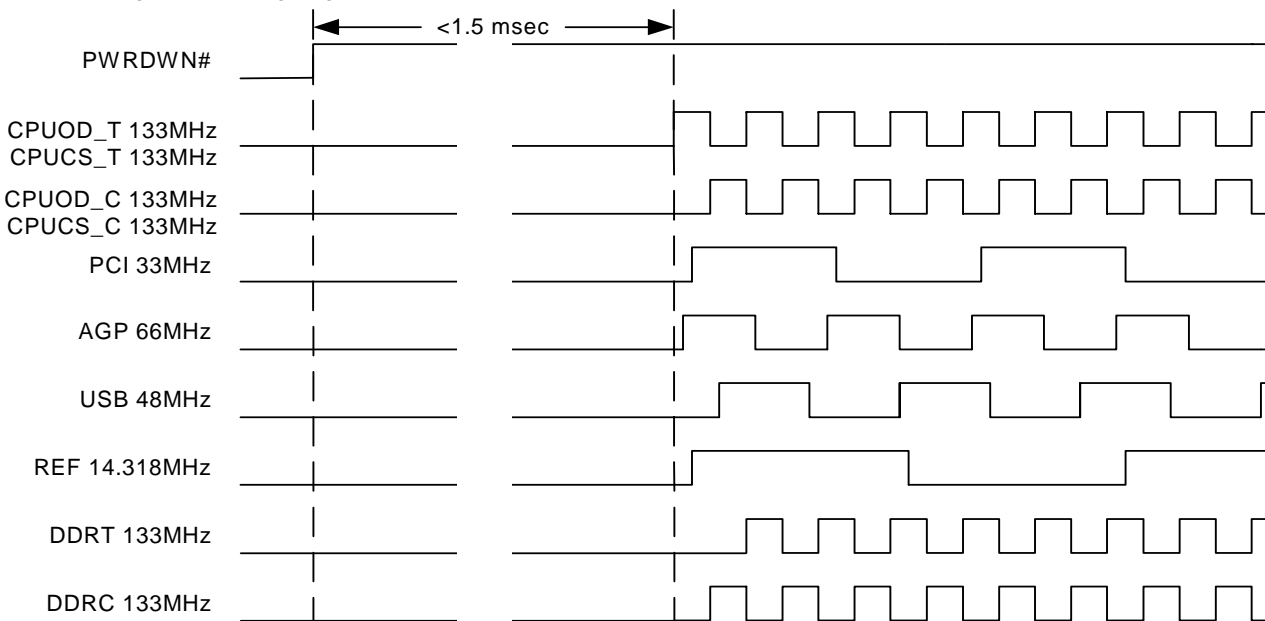 <1.5 msec
PWRDWN#
CPUOD_T 133MHz
CPUCS_T 133MHz
CPUOD_C 133MHz
CPUCS_C 133MHz
PCI 33MHz
AGP 66MHz
USB 48MHz
REF 14.318MHz
DDRT 133MHz
DDRC 133MHz